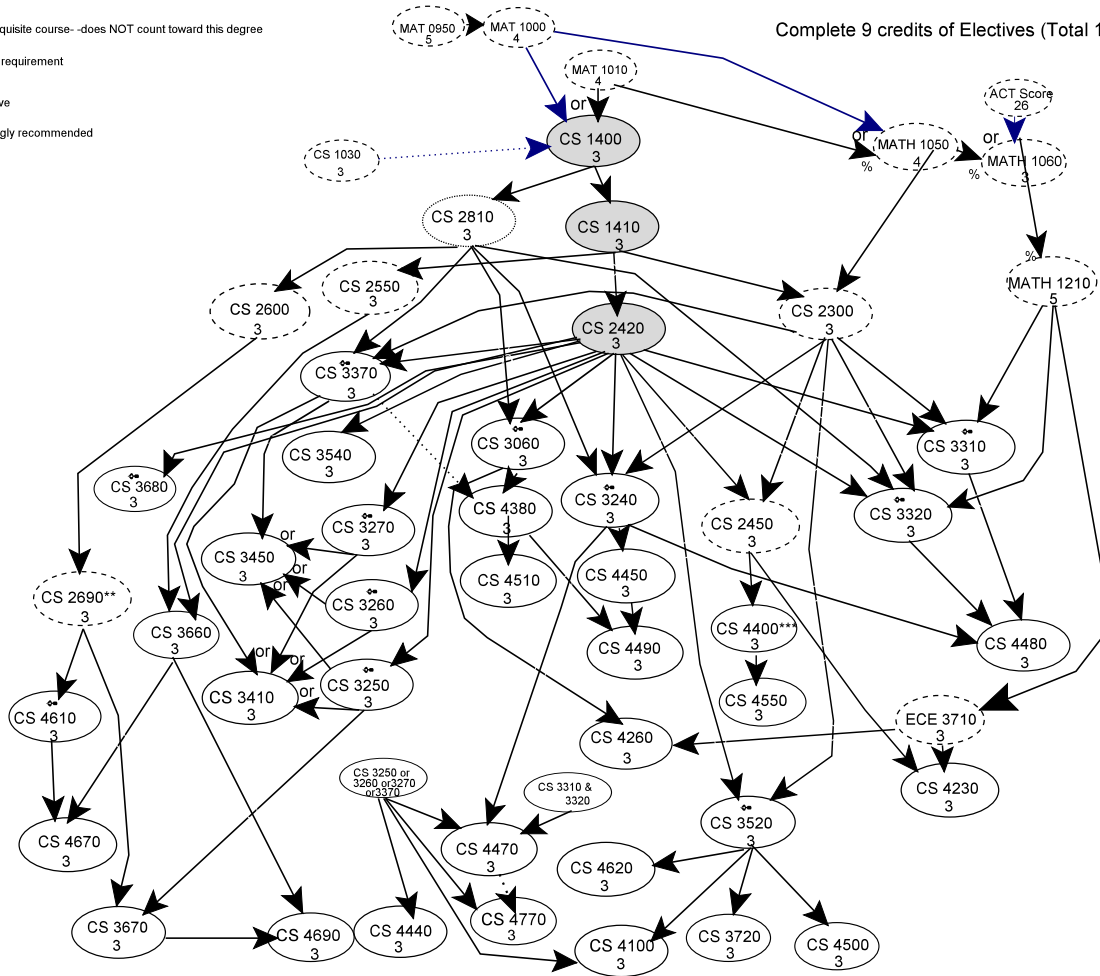 quisite course- -does NOT count toward this degree
Complete 9 credits of Electives (Total 1
MAT 0950
5
MAT 1000
4
requirement
MAT 1010
4
ve
ACT Score
26
or
gly recommended
or
or
CS 1400
3
MATH 1050
4
MATH 1060
3
%
%
CS 1030
3
CS 2810
3
CS 1410
3
%
CS 2550
3
MATH 1210
5
CS 2600
3
CS 2300
3
CS 2420
3
CS 3370
3
CS 3060
3
CS 3310
3
CS 3540
3
CS 3680
3
CS 4380
3
CS 3240
3
CS 3320
3
CS 3270
3
CS 2450
3
or
CS 3450
3
or
or
CS 4510
3
CS 4450
3
CS 2690**
3
CS 3260
3
CS 3660
3
CS 4400***
3
CS 4490
3
CS 4480
3
or
or
CS 3250
3
or
CS 3410
3
CS 4550
3
CS 4610
3
ECE 3710
3
CS 4260
3
CS 3250 or
3260 or3270
or3370
CS 3310 &
3320
CS 4230
3
CS 3520
3
CS 4670
3
CS 4470
3
CS 4620
3
CS 3670
3
CS 4690
3
CS 4440
3
CS 4770
3
CS 4100
3
CS 3720
3
CS 4500
3